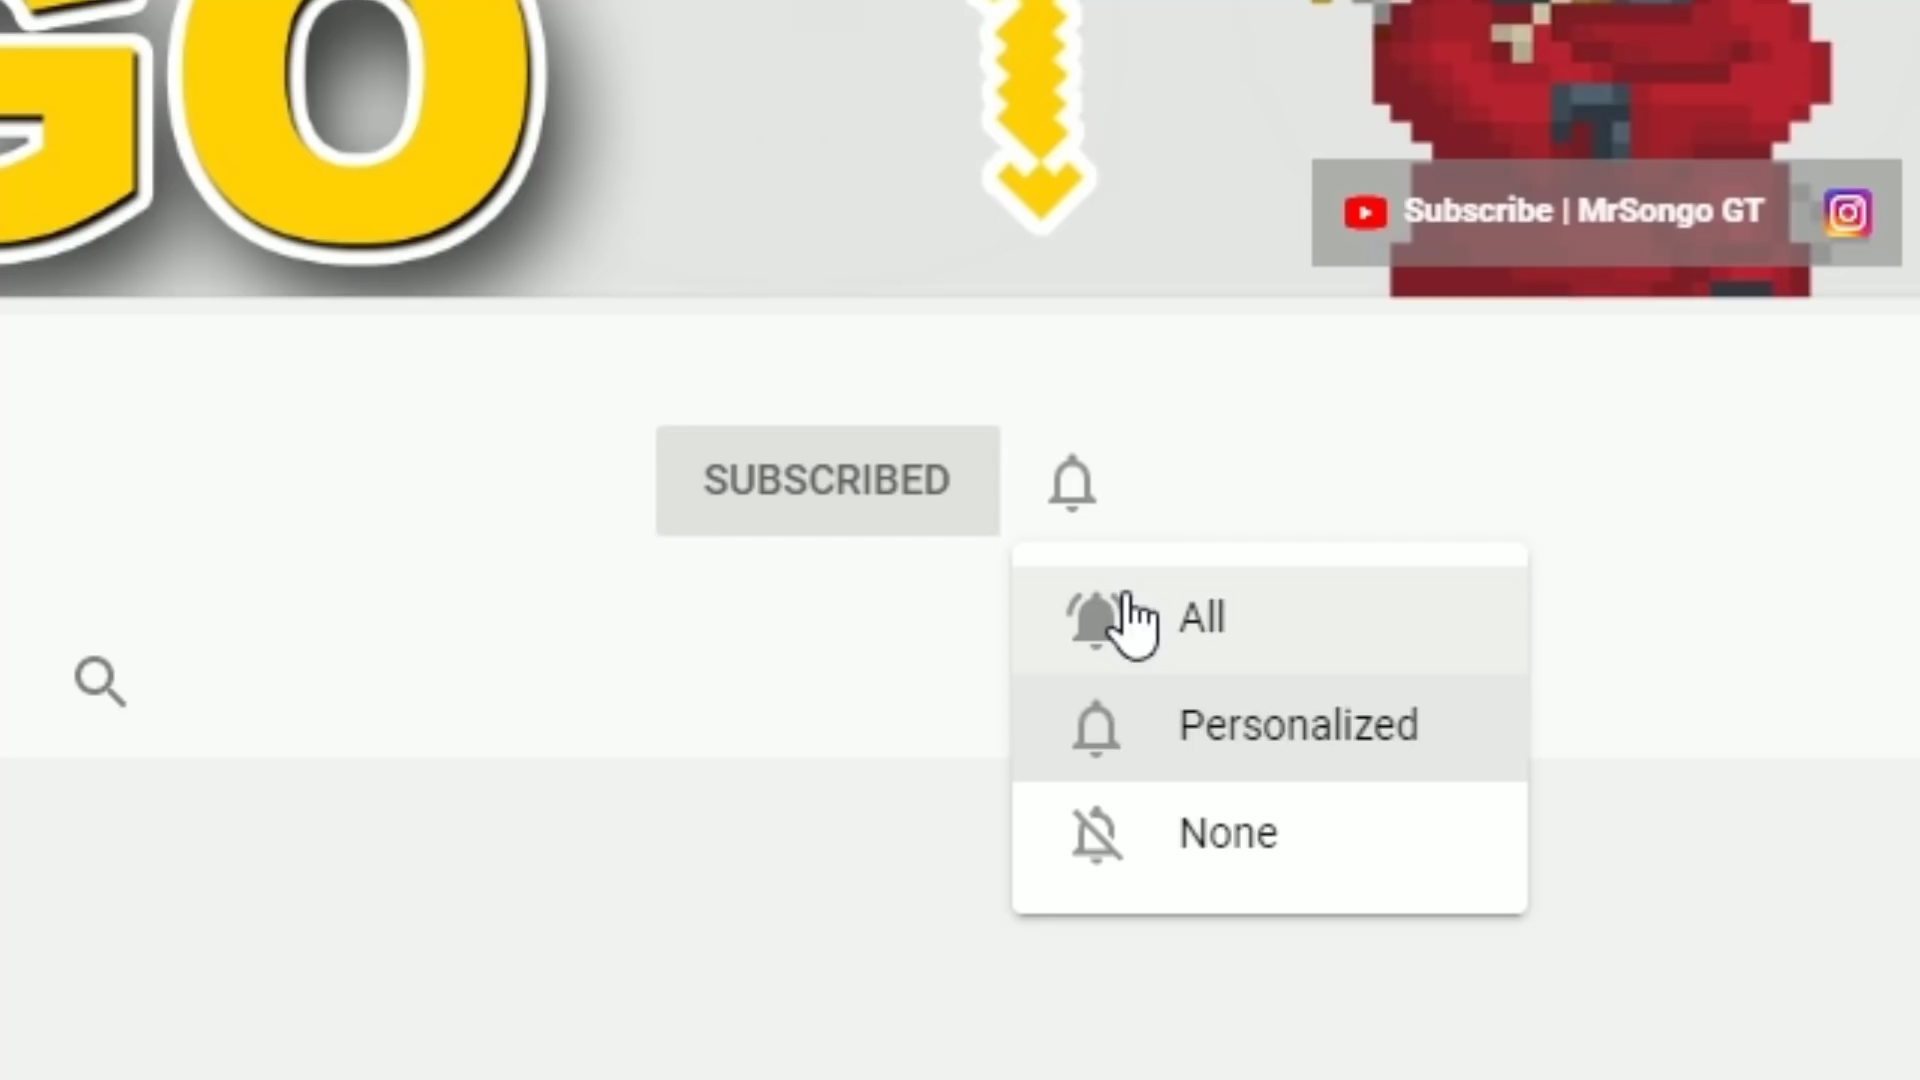 GO
Subscribe | MrSongo GT
SUBSCRIBED
All
Personalized
None